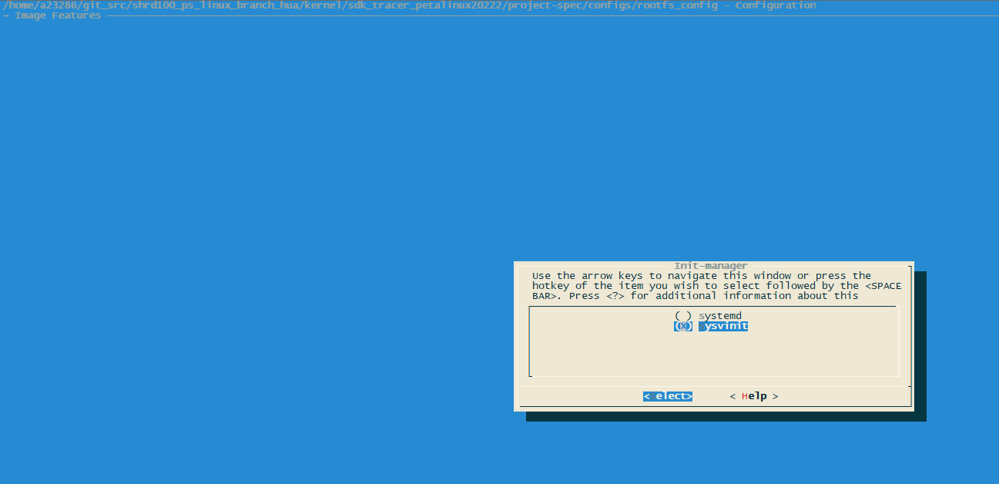 /home/a23286/git_src/shrd100_ps_linux_branch_hua/kernel/sdk_tracer_petalinux20222/project-spec/configs/rootfs_config - Configuration
→ Image Features
Init-manager
Use the arrow keys to navigate this window or press the
hotkey of the item you wish to select followed by the <SPACE
BAR>. Press <?> for additional information about this
( ) systemd
(X) sysvinit
<Select> < Help >